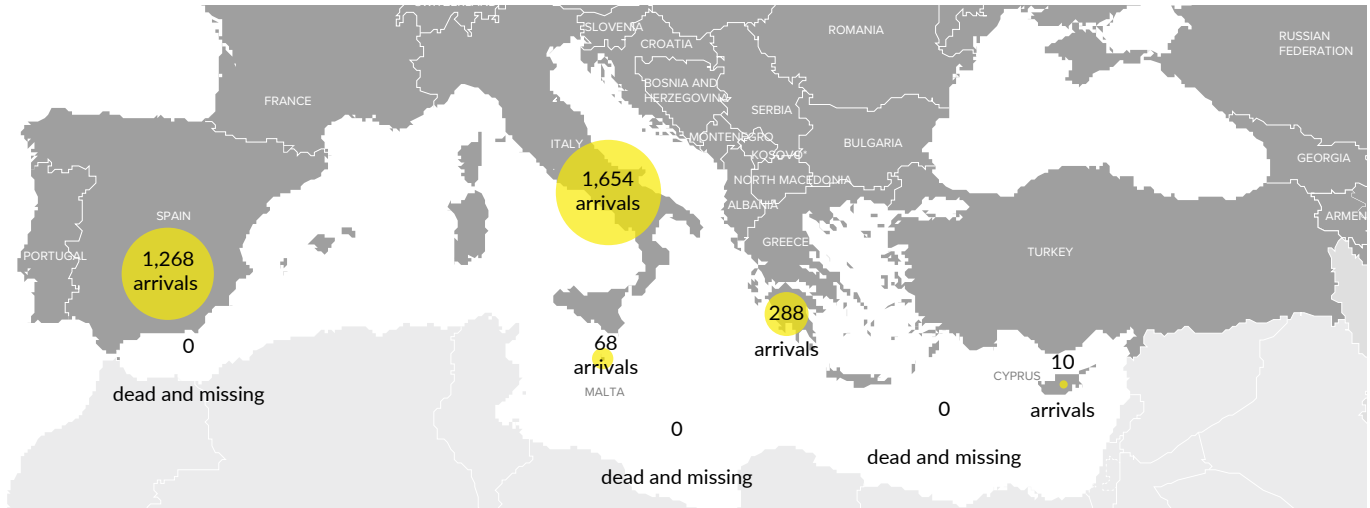 SLOVENIA
CROATIA
ROMANIA
RUSSIAN
FEDERATION
BOSNIA AND
HERZEGOVINA
FRANCE
SERBIA
ITALY
MONTENEGRO
BULGARIA
KOSOVO
GEORGIA
1,654
arrivals
NORTH MACEDONIA
ALBANIA
SPAIN
ARMEN
GREECE
PORTUGAL
TURKEY
1,268
arrivals
288
arrivals
0
dead and missing
68
arrivals
MALTA
10
CYPRUS
arrivals
0
dead and missing
0
dead and missing